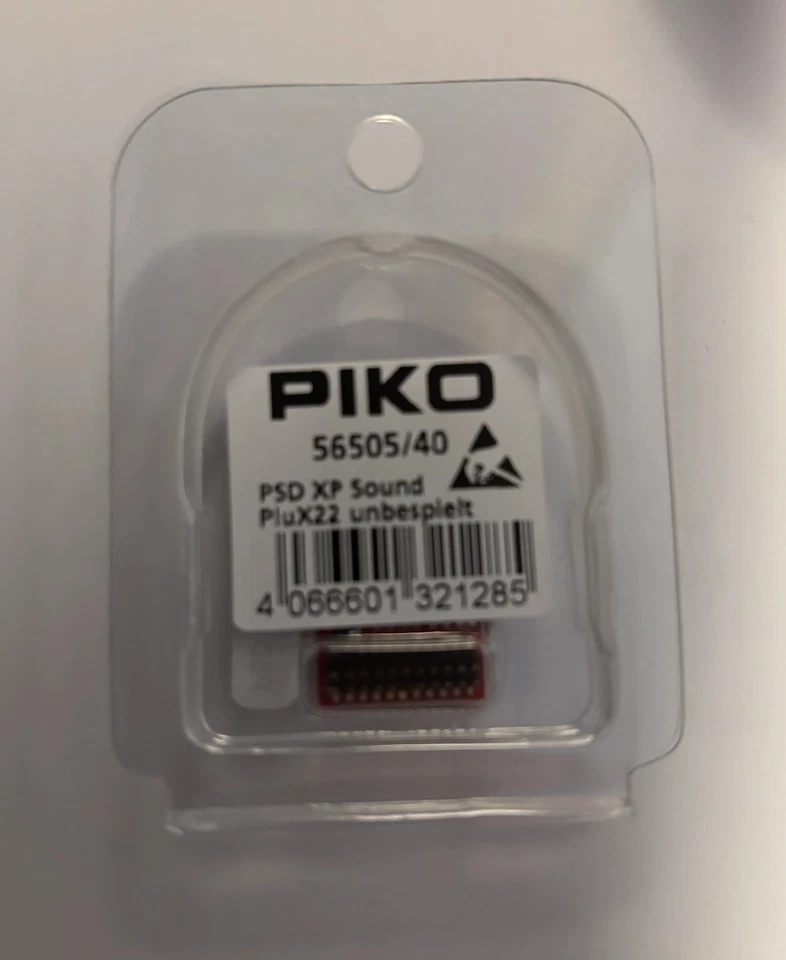 PIKO
56505/40
PSD XP Sound
PluX22 unbespielt
4 066601 321285